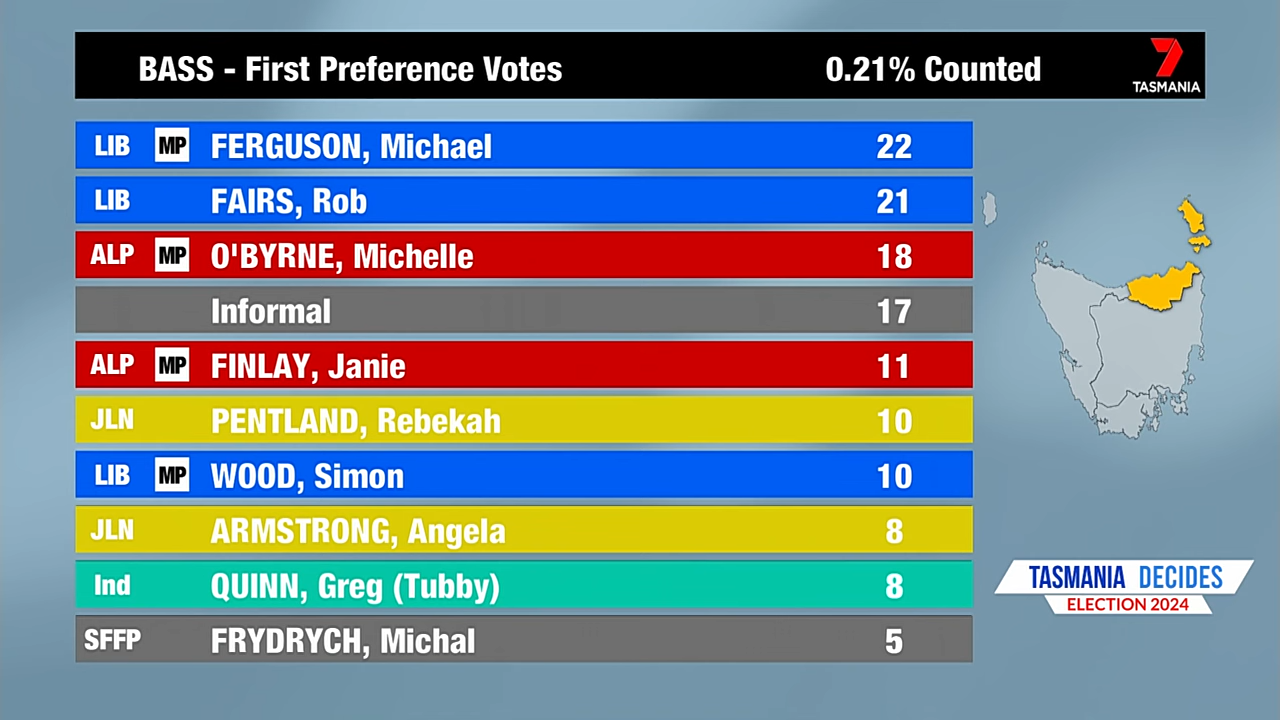 BASS - First Preference Votes 0.21% Counted
7
TASMANIA
LIB MP FERGUSON, Michael 22
LIB FAIRS, Rob 21
ALP MP O'BYRNE, Michelle 18
Informal 17
ALP MP FINLAY, Janie 11
JLN PENTLAND, Rebekah 10
LIB MP WOOD, Simon 10
JLN ARMSTRONG, Angela 8
Ind QUINN, Greg (Tubby) 8
SFFP FRYDRYCH, Michal 5
TASMANIA DECIDES
ELECTION 2024